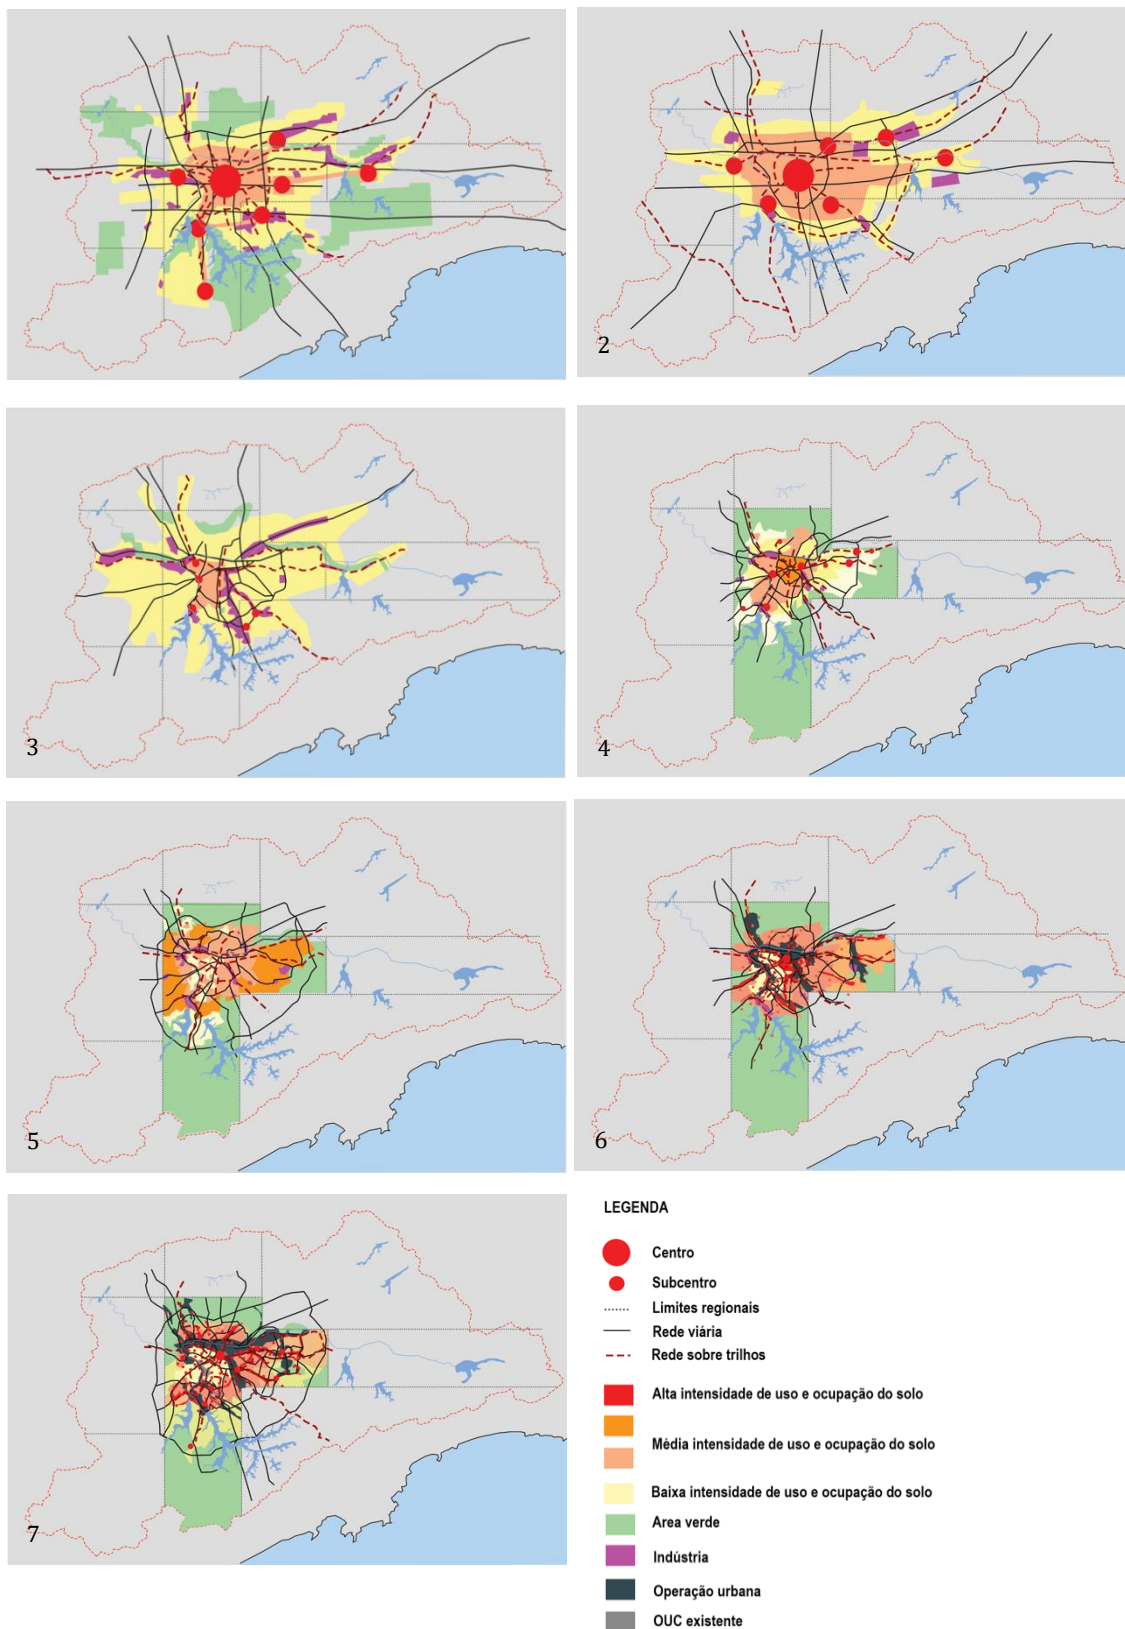 2
3
4
5
6
7
LEGENDA
Centro
Subcentro
Limites regionais
Rede viária
Rede sobre trilhos
Alta intensidade de uso e ocupação do solo
Média intensidade de uso e ocupação do solo
Baixa intensidade de uso e ocupação do solo
Area verde
Indústria
Operação urbana
OUC existente